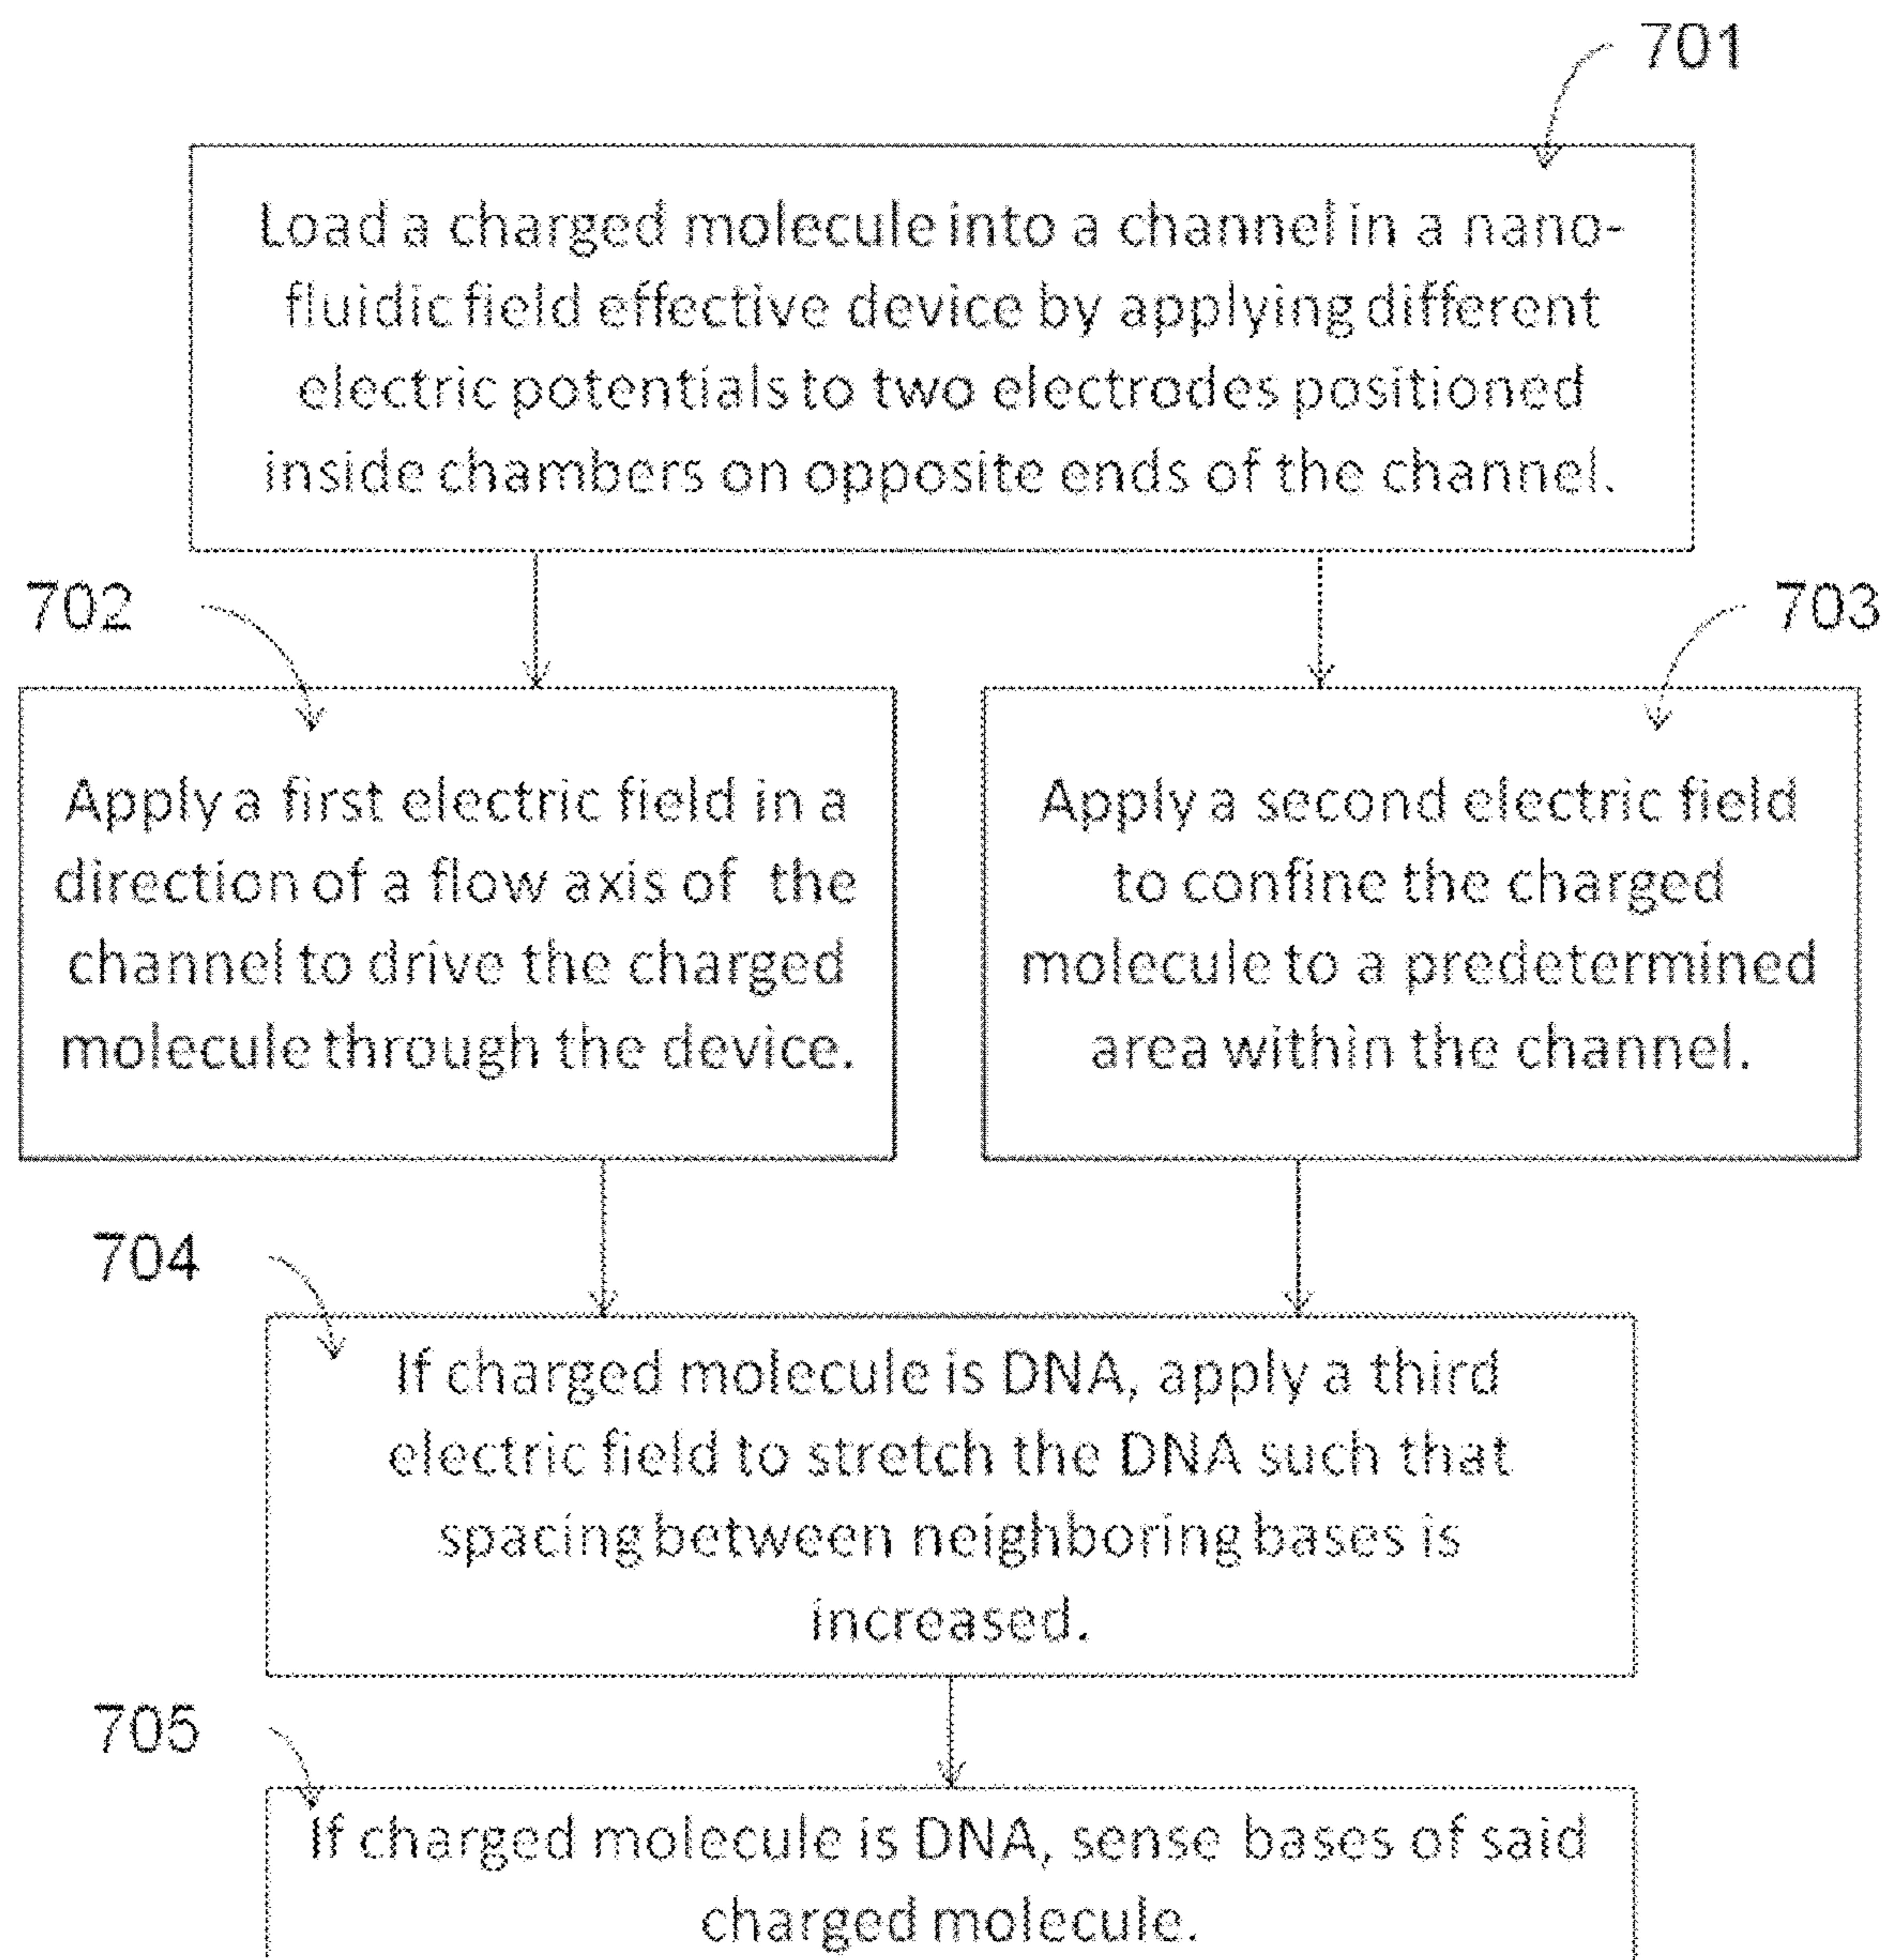 701
Load a charged molecule into a channel in a nano-
fluidic field effective device by applying different
electric potentials to two electrodes positioned
inside chambers on opposite ends of the channel.
702
703
Apply a first electric field in a
direction of a flow axis of the
channel to drive the charged
molecule through the device.
Apply a second electric field
to confine the charged
molecule to a predetermined
area within the channel.
704
If charged molecule is DNA, apply a third
electric field to stretch the DNA such that
spacing between neighboring bases is
increased.
705
If charged molecule is DNA, sense bases of said
charged molecule.